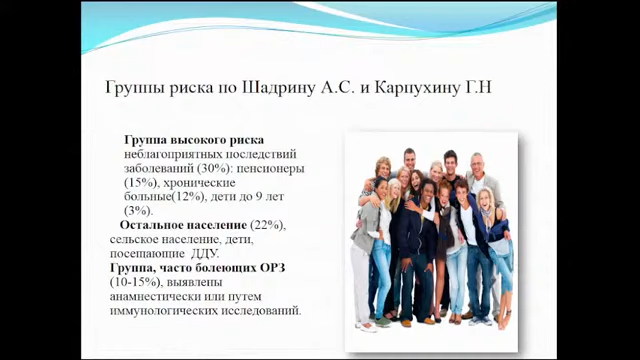 Группы риска по Шадрину А.С. и Карпухину Г.Н
Группа высокого риска
неблагоприятных последствий
заболеваний (30%): пенсионеры
(15%), хронические
больные(12%), дети до 9 лет
(3%).
Остальное население (22%),
сельское население, дети,
посещающие ДДУ.
Группа, часто болеющих ОРЗ
(10-15%), выявлены
анамнестически или путем
иммунологических исследований.